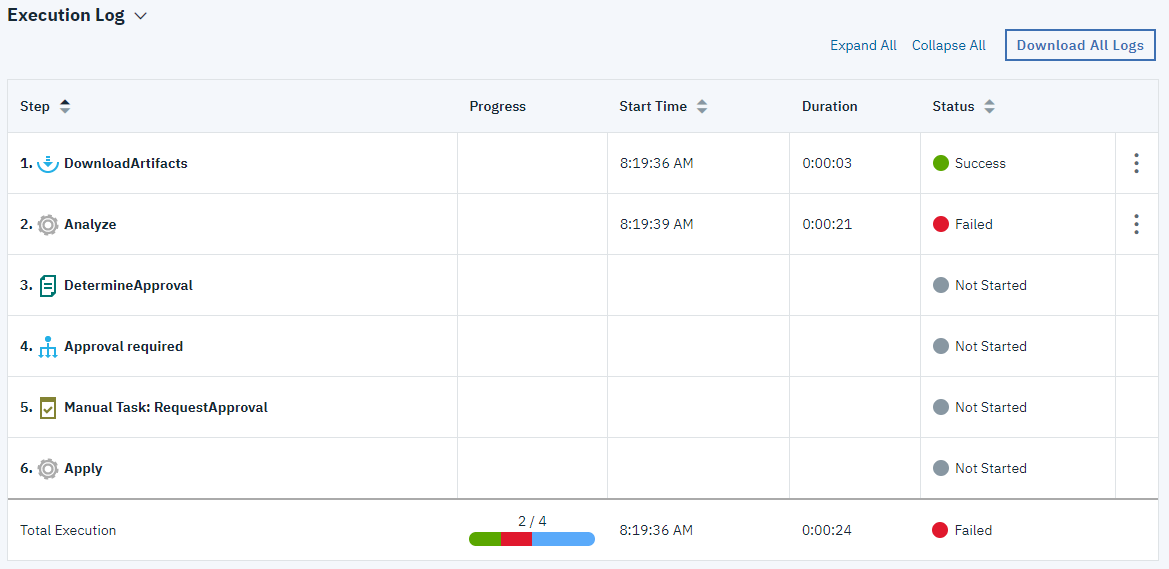 Execution Log
Expand All Collapse All Download All Logs
Step Progress Start Time Duration Status
1. DownloadArtifacts 8:19:36 AM 0:00:03 Success
2. Analyze 8:19:39 AM 0:00:21 Failed
3. DetermineApproval Not Started
4. Approval required Not Started
5. Manual Task: RequestApproval Not Started
6. Apply Not Started
Total Execution 2 / 4 8:19:36 AM 0:00:24 Failed